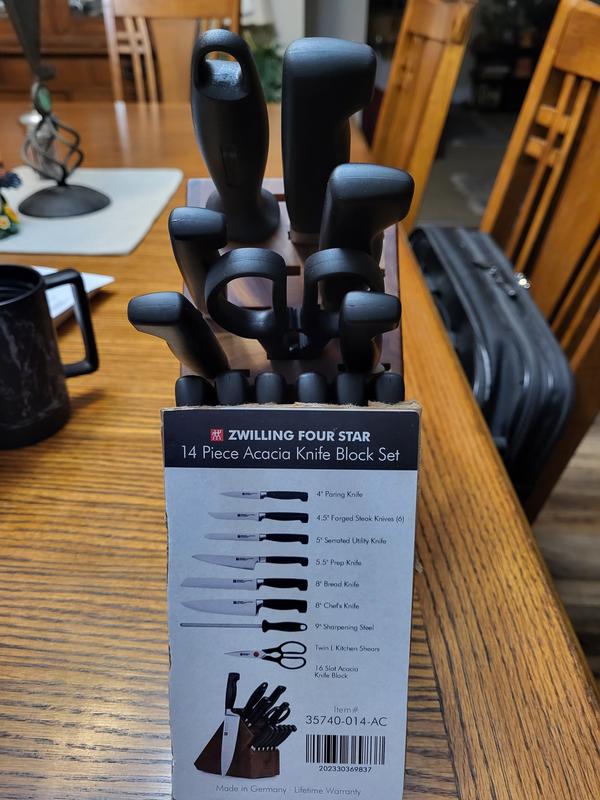 ZWILLING FOUR STAR
14 Piece Acacia Knife Block Set
4" Paring Knife
4.5" Forged Steak Knives (6)
5" Serrated Utility Knife
5.5" Prep Knife
8" Bread Knife
8" Chef's Knife
9" Sharpening Steel
Twin L Kitchen Shears
16 Slot Acacia
Knife Block
Item#
35740-014-AC
202330369837
Made in Germany · Lifetime Warranty